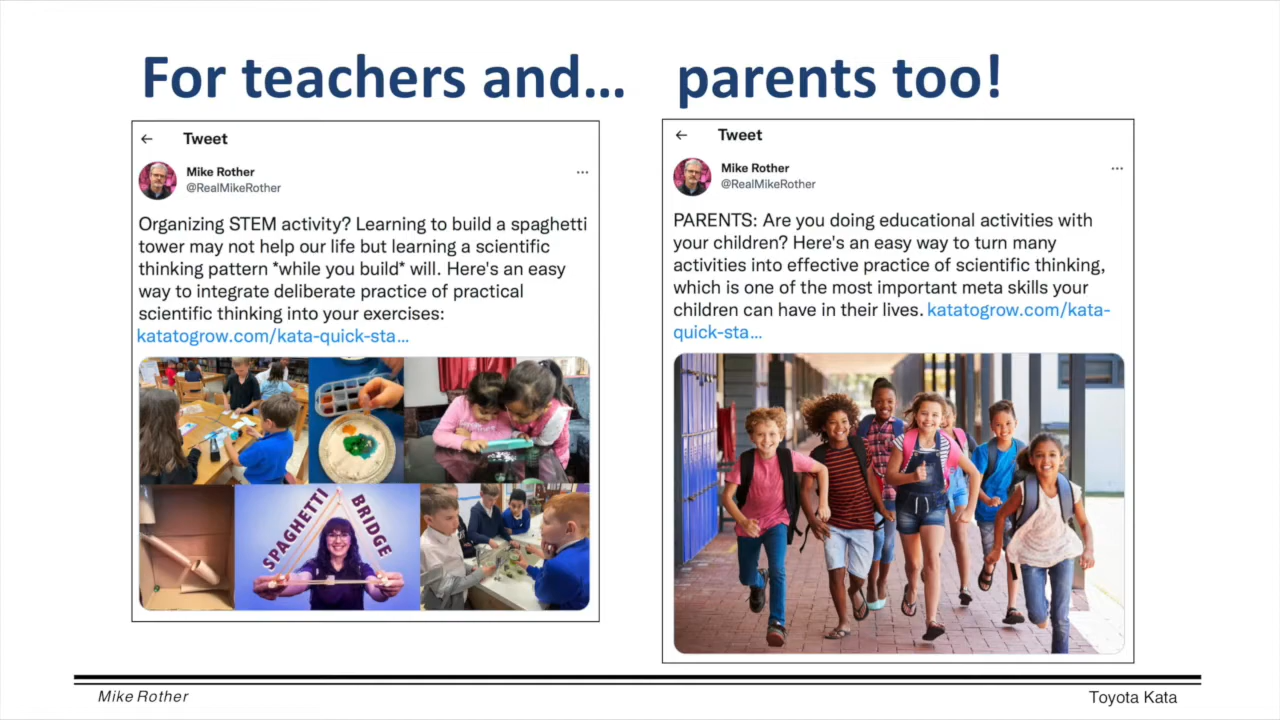 For teachers and... parents too!
← Tweet
Mike Rother
@RealMikeRother
...
Organizing STEM activity? Learning to build a spaghetti
tower may not help our life but learning a scientific
thinking pattern *while you build* will. Here's an easy
way to integrate deliberate practice of practical
scientific thinking into your exercises:
katatogrow.com/kata-quick-sta...
SPAGHETTI
BRIDGE
← Tweet
Mike Rother
@RealMikeRother
...
PARENTS: Are you doing educational activities with
your children? Here's an easy way to turn many
activities into effective practice of scientific thinking,
which is one of the most important meta skills your
children can have in their lives. katatogrow.com/kata-
quick-sta...
Mike Rother
Toyota Kata